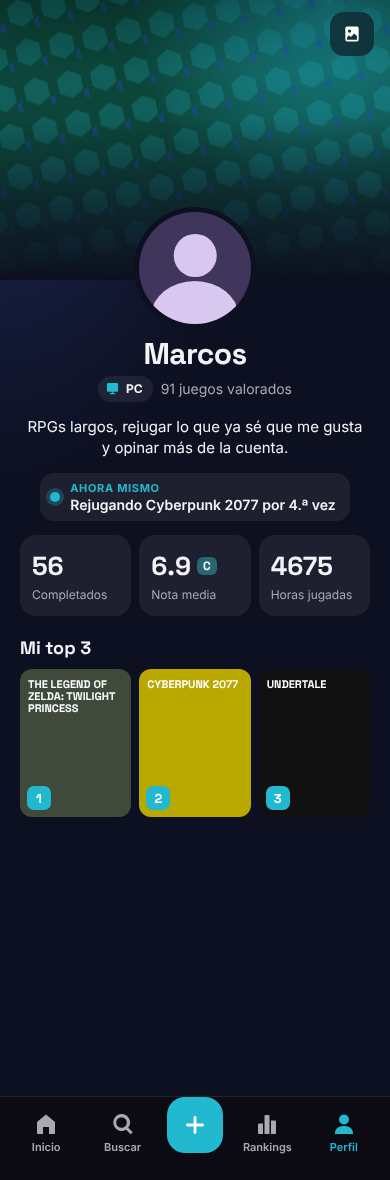 Marcos
PC 91 juegos valorados
RPGs largos, rejugar lo que ya sé que me gusta
y opinar más de la cuenta.
AHORA MISMO
Rejugando Cyberpunk 2077 por 4.ª vez
56 6.9 C 4675
Completados Nota media Horas jugadas
Mi top 3
THE LEGEND OF
ZELDA: TWILIGHT
PRINCESS
1
CYBERPUNK 2077
2
UNDERTALE
3
Inicio Buscar Rankings Perfil